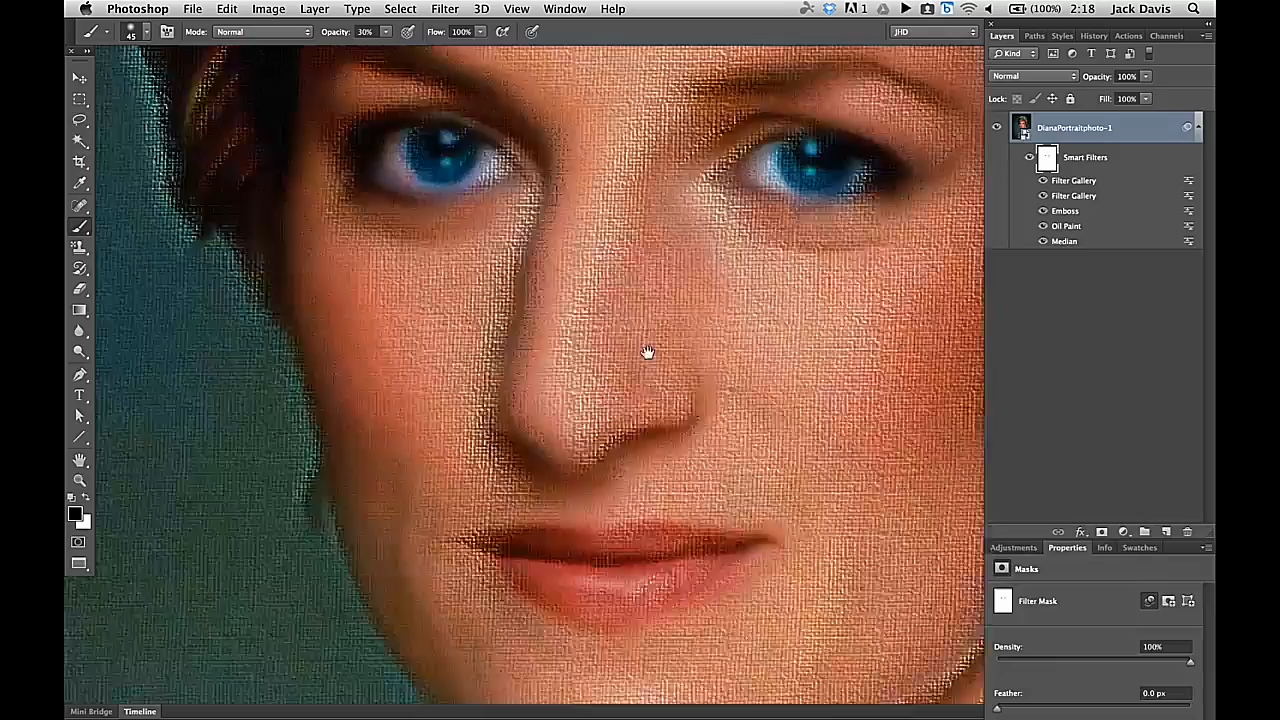 Photoshop File Edit Image Layer Type Select Filter 3D View Window Help 1 (100%) 2:18 Jack Davis
45 Mode: Normal Opacity: 30% Flow: 100% JHD
Layers Paths Styles History Actions Channels
Kind
Normal Opacity: 100%
Lock: Fill: 100%
DianaPortraitphoto-1
Smart Filters
Filter Gallery
Filter Gallery
Emboss
Oil Paint
Median
Adjustments Properties Info Swatches
Masks
Filter Mask
Density: 100%
Feather: 0.0 px
Mini Bridge Timeline